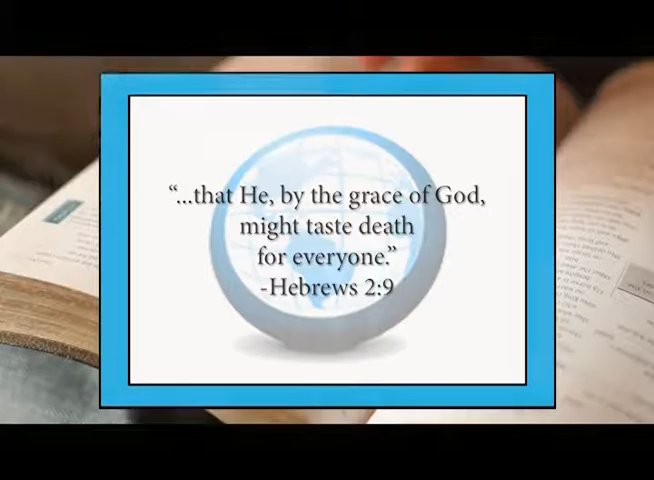 “...that He, by the grace of God,
might taste death
for everyone.”
-Hebrews 2:9